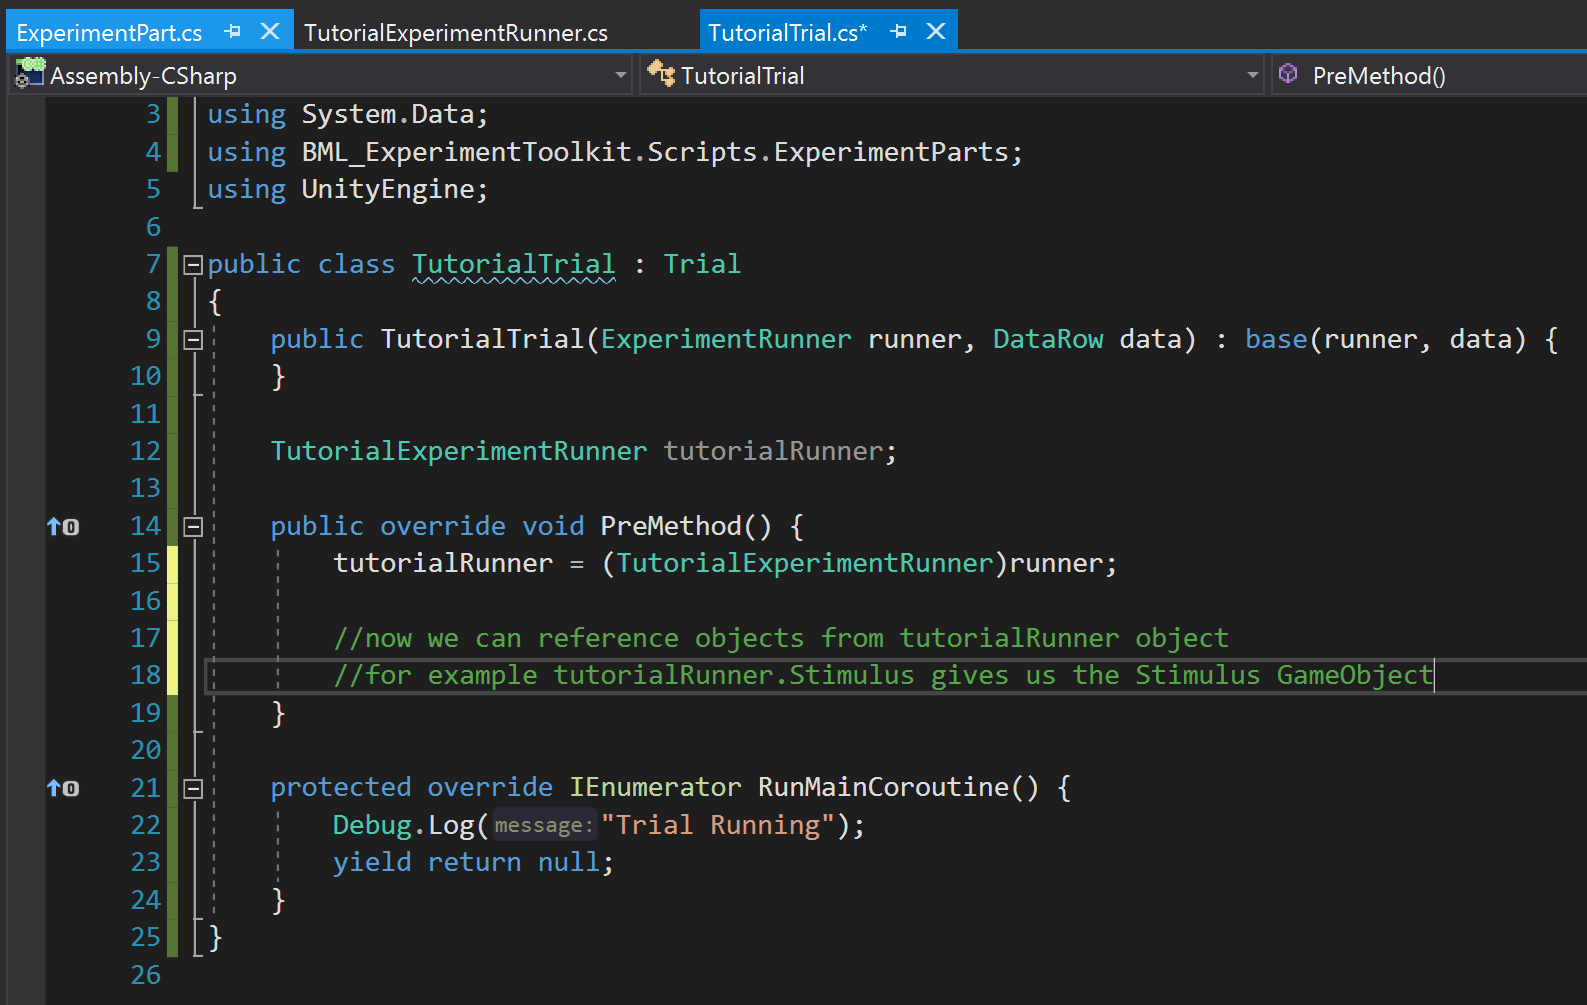 ExperimentPart.cs TutorialExperimentRunner.cs TutorialTrial.cs*
Assembly-CSharp TutorialTrial PreMethod()
3 using System.Data;
4 using BML_ExperimentToolkit.Scripts.ExperimentParts;
5 using UnityEngine;
6
7 public class TutorialTrial : Trial
8 {
9 public TutorialTrial(ExperimentRunner runner, DataRow data) : base(runner, data) {
10 }
11
12 TutorialExperimentRunner tutorialRunner;
13
14 public override void PreMethod() {
15 tutorialRunner = (TutorialExperimentRunner)runner;
16
17 //now we can reference objects from tutorialRunner object
18 //for example tutorialRunner.Stimulus gives us the Stimulus GameObject
19 }
20
21 protected override IEnumerator RunMainCoroutine() {
22 Debug.Log(message:"Trial Running");
23 yield return null;
24 }
25 }
26